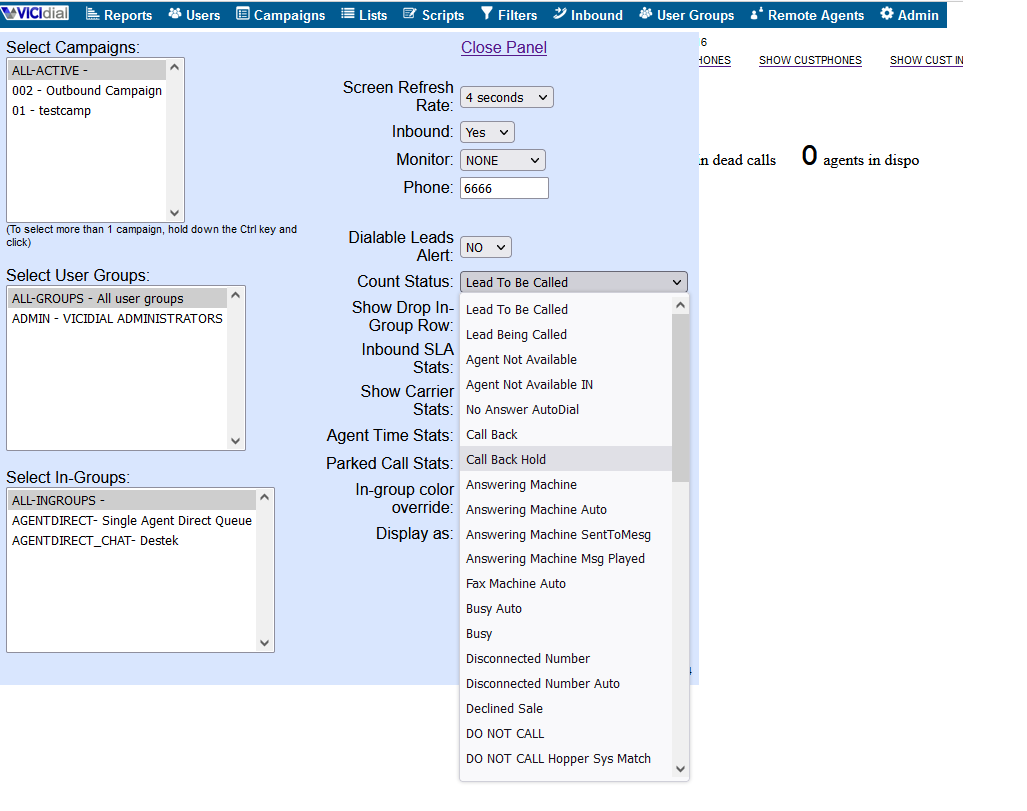 VICIdial Reports Users Campaigns Lists Scripts Filters Inbound User Groups Remote Agents Admin
Select Campaigns:
ALL-ACTIVE -
002 - Outbound Campaign
01 - testcamp
(To select more than 1 campaign, hold down the Ctrl key and
click)
Select User Groups:
ALL-GROUPS - All user groups
ADMIN - VICIDIAL ADMINISTRATORS
Select In-Groups:
ALL-INGROUPS -
AGENTDIRECT- Single Agent Direct Queue
AGENTDIRECT_CHAT- Destek
Close Panel
Screen Refresh
Rate: 4 seconds
Inbound: Yes
Monitor: NONE
Phone: 6666
Dialable Leads
Alert: NO
Count Status: Lead To Be Called
Show Drop In-
Group Row:
Inbound SLA
Stats:
Show Carrier
Stats:
Agent Time Stats:
Parked Call Stats:
In-group color
override:
Display as:
Lead To Be Called
Lead Being Called
Agent Not Available
Agent Not Available IN
No Answer AutoDial
Call Back
Call Back Hold
Answering Machine
Answering Machine Auto
Answering Machine SentToMesg
Answering Machine Msg Played
Fax Machine Auto
Busy Auto
Busy
Disconnected Number
Disconnected Number Auto
Declined Sale
DO NOT CALL
DO NOT CALL Hopper Sys Match
6
HONES SHOW CUSTPHONES SHOW CUST IN
in dead calls 0 agents in dispo